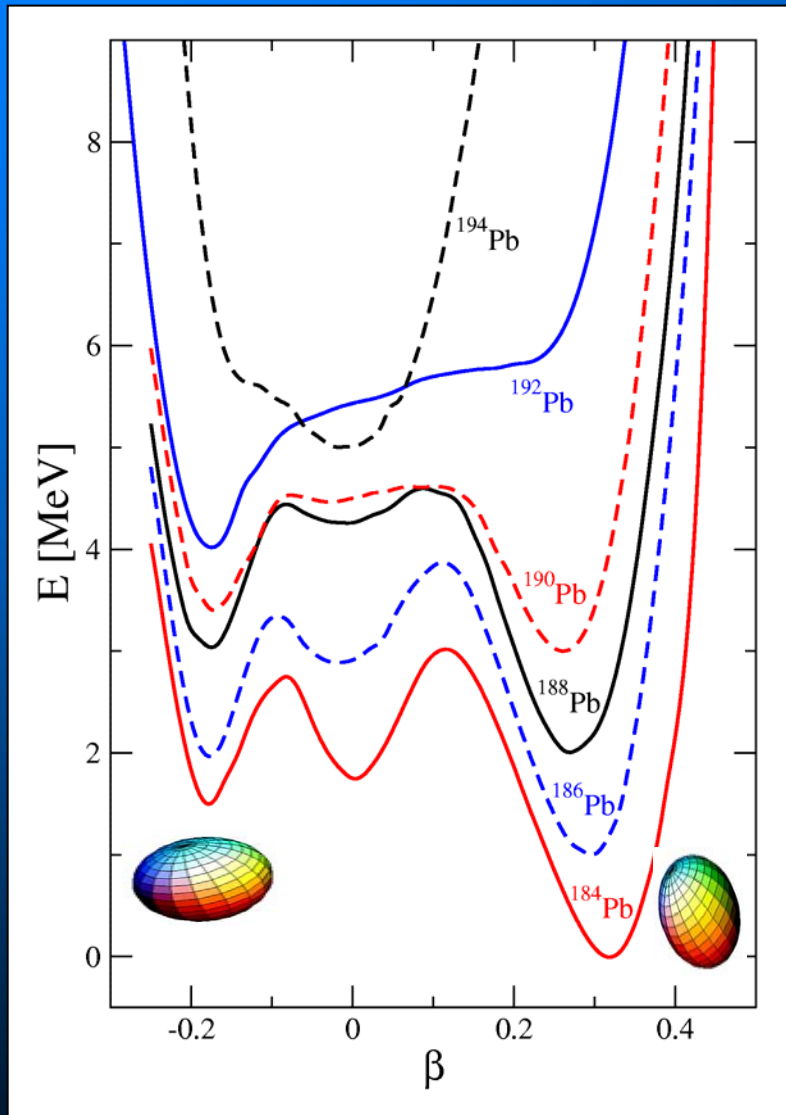 8
6
4
2
0
E [MeV]
¹⁹⁴Pb
¹⁹²Pb
¹⁹⁰Pb
¹⁸⁸Pb
¹⁸⁶Pb
¹⁸⁴Pb
-0.2 0 0.2 0.4
β